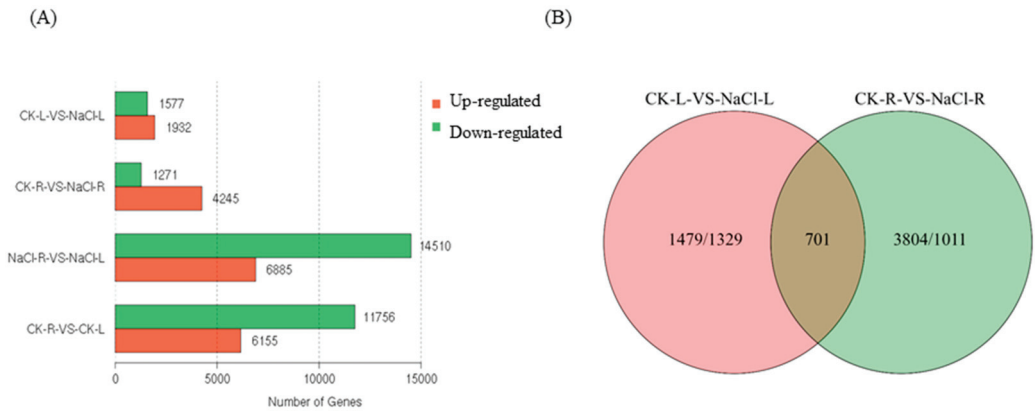 (A)
CK-L-VS-NaCl-L
1577
1932
CK-R-VS-NaCl-R
1271
4245
NaCl-R-VS-NaCl-L
14510
6885
CK-R-VS-CK-L
11756
6155
0
5000
10000
15000
Number of Genes
Up-regulated
Down-regulated
(B)
CK-L-VS-NaCl-L
CK-R-VS-NaCl-R
1479/1329
701
3804/1011